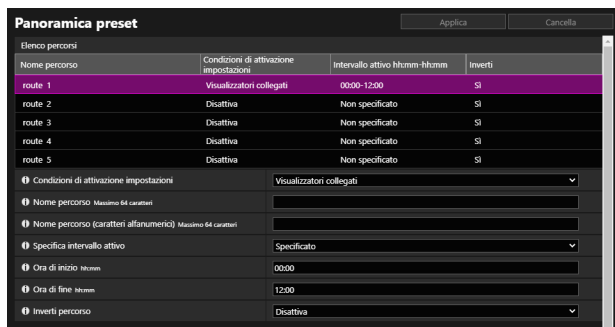 Panoramica preset
Applica
Cancella
Elenco percorsi
Nome percorso Condizioni di attivazione impostazioni Intervallo attivo hh:mm-hh:mm Inverti
route 1 Visualizzatori collegati 00:00-12:00 Sì
route 2 Disattiva Non specificato Sì
route 3 Disattiva Non specificato Sì
route 4 Disattiva Non specificato Sì
route 5 Disattiva Non specificato Sì
Condizioni di attivazione impostazioni Visualizzatori collegati
Nome percorso Massimo 64 caratteri
Nome percorso (caratteri alfanumerici) Massimo 64 caratteri
Specifica intervallo attivo Specificato
Ora di inizio hh:mm 00:00
Ora di fine hh:mm 12:00
Inverti percorso Disattiva